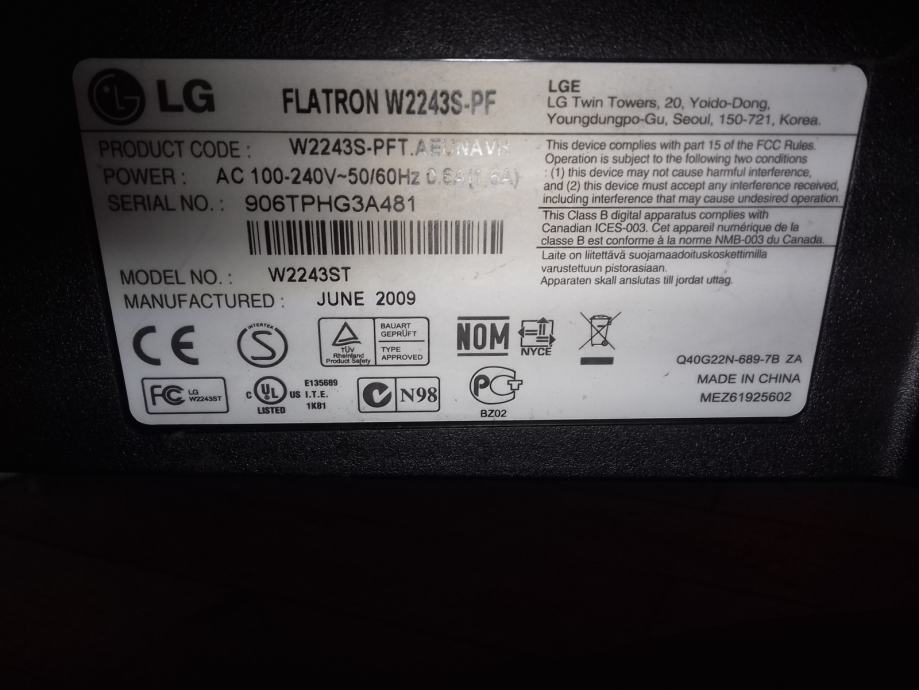 LG FLATRON W2243S-PF
LGE
LG Twin Towers, 20, Yoido-Dong,
Youngdungpo-Gu, Seoul, 150-721, Korea.
PRODUCT CODE : W2243S-PFT.AEUNAVH
POWER : AC 100-240V~50/60Hz
SERIAL NO. : 906TPHG3A481
MODEL NO. : W2243ST
MANUFACTURED : JUNE 2009
This device complies with part 15 of the FCC Rules.
Operation is subject to the following two conditions
: (1) this device may not cause harmful interference,
and (2) this device must accept any interference received,
including interference that may cause undesired operation.
This Class B digital apparatus complies with
Canadian ICES-003. Cet appareil numérique de la
classe B est conforme à la norme NMB-003 du Canada.
Laite on liitettävä suojamaadoituskoskettimilla
varustettuun pistorasiaan.
Apparaten skall anslutas till jordat uttag.
CE
INTERTEK
S
TÜV
Rheinland
Product Safety
BAUART
GEPRÜFT
TYPE
APPROVED
NOM
NYCE
Q40G22N-689-7B ZA
MADE IN CHINA
MEZ61925602
FC LG
W2243ST
C UL US
LISTED
E135689
I.T.E.
1K81
N98
PCT
BZ02